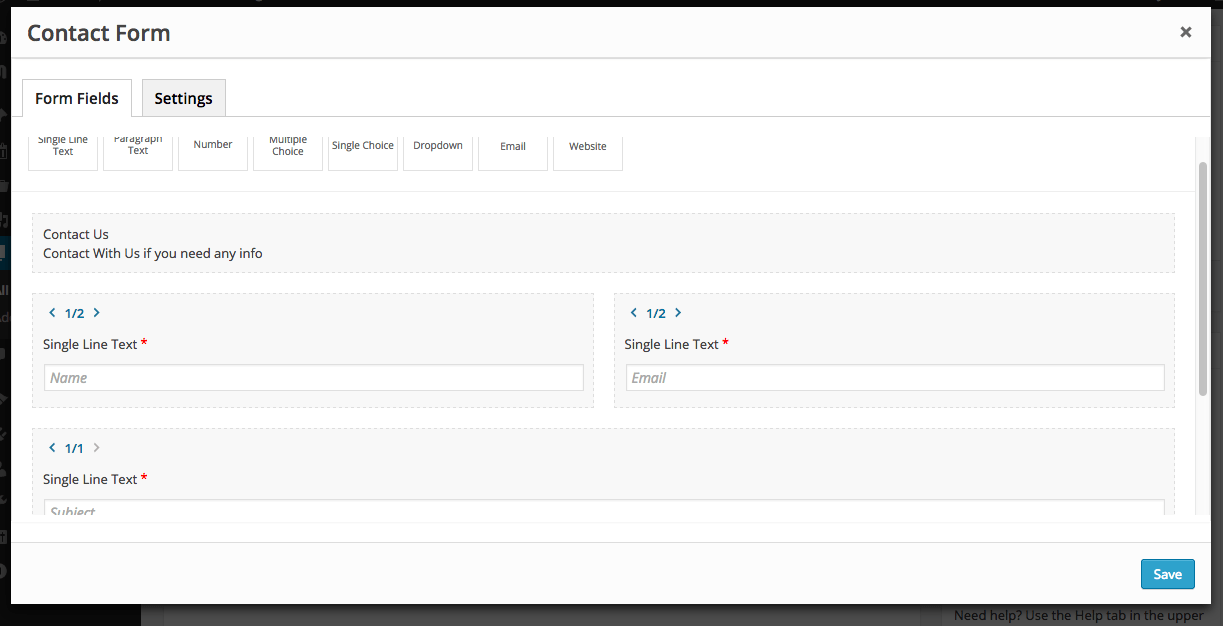 Contact Form
Form Fields
Settings
Single Line
Text
Paragraph
Text
Number
Multiple
Choice
Single Choice
Dropdown
Email
Website
Contact Us
Contact With Us if you need any info
1/2
Single Line Text *
Name
1/2
Single Line Text *
Email
1/1
Single Line Text *
Subject
Save
Need help? Use the Help tab in the upper